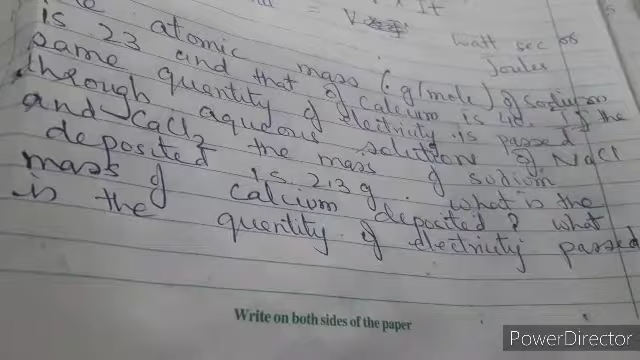 = V It
watt sec or
Joules
atomic mass (g/mole) of sodium
is 23 and that of calcium is 40. If the
same quantity of electricity is passed
through aqudous solution of NaCl
and CaCl2 the mass of sodium
deposited is 2.3 g. what is the
mass of calcium deposited? what
is the quantity of electricity passed
Write on both sides of the paper
PowerDirector